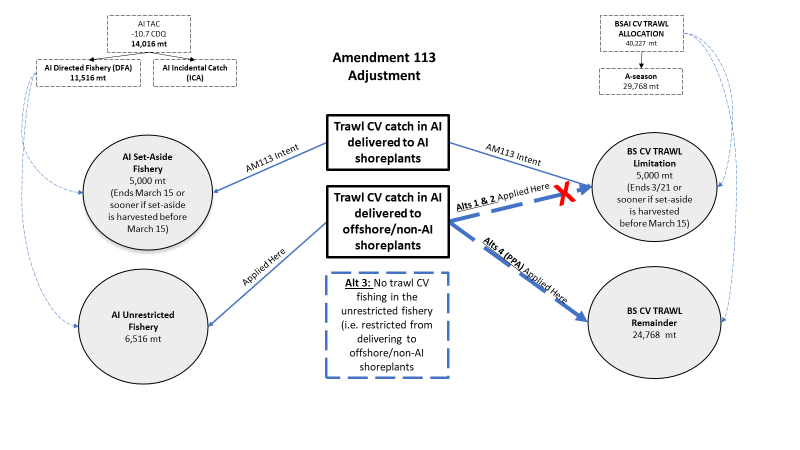 AI TAC
-10.7 CDQ
14,016 mt
AI Directed Fishery (DFA)
11,516 mt
AI Incidental Catch
(ICA)
Amendment 113
Adjustment
BSAI CV TRAWL
ALLOCATION
40,227 mt
A-season
29,768 mt
Trawl CV catch in AI
delivered to AI
shoreplants
AM113 Intent
AM113 Intent
AI Set-Aside
Fishery
5,000 mt
(Ends March 15 or
sooner if set-aside
is harvested before
March 15)
BS CV TRAWL
Limitation
5,000 mt
(Ends 3/21 or
sooner if set-aside
is harvested
before March 15)
Trawl CV catch in AI
delivered to
offshore/non-AI
shoreplants
Alts 1 & 2 Applied Here
X
Applied Here
Alts 4 (PPA) Applied Here
Alt 3: No trawl CV
fishing in the
unrestricted fishery
(i.e. restricted from
delivering to
offshore/non-AI
shoreplants
AI Unrestricted
Fishery
6,516 mt
BS CV TRAWL
Remainder
24,768 mt